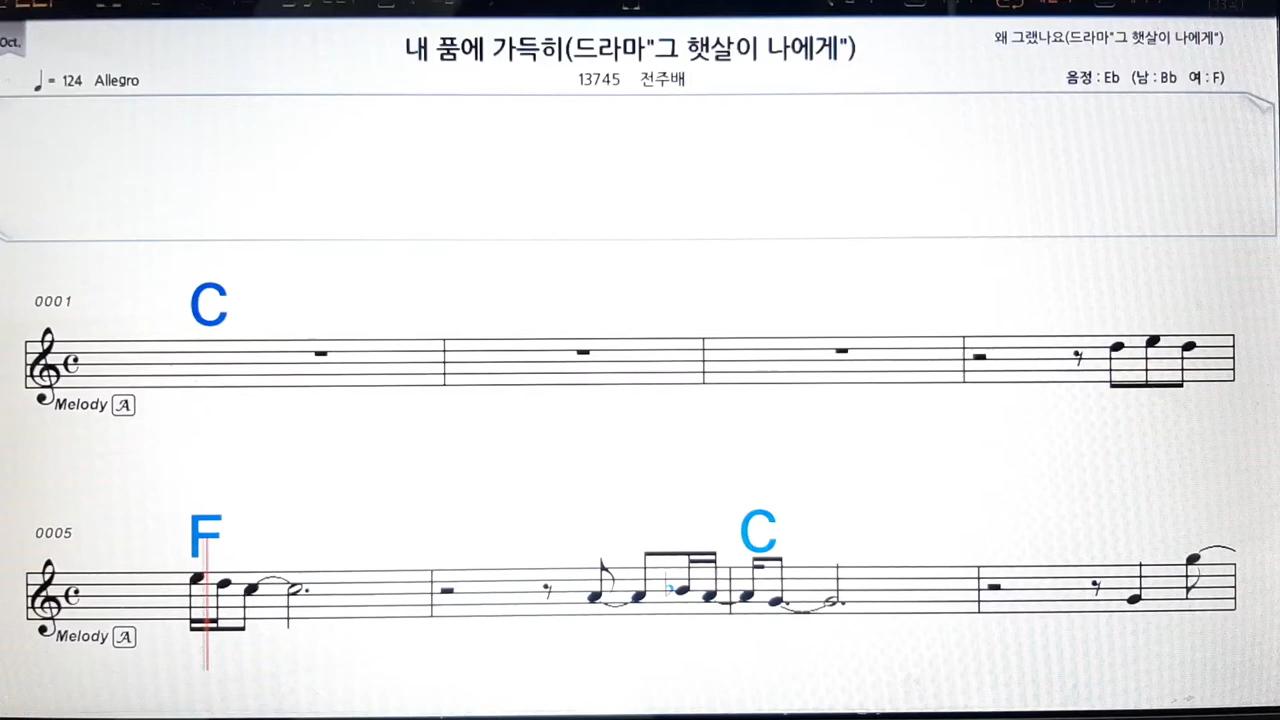 Oct.
내 품에 가득히(드라마"그 햇살이 나에게")
왜 그랬나요(드라마"그 햇살이 나에게")
♩= 124 Allegro
13745 전주배
음정 : Eb (남 : Bb 여 : F)
0001
C
Melody A
0005
F C
Melody A